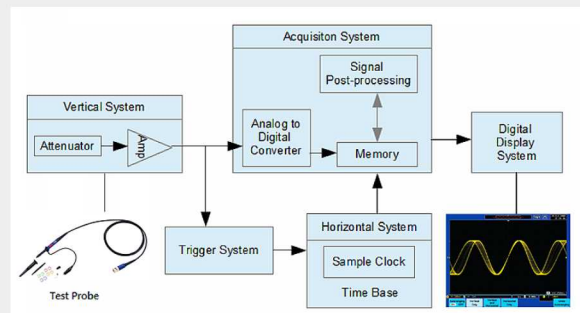 Acquisiton System
Signal
Post-processing
Vertical System
Attenuator
Amp
Analog to
Digital
Converter
Memory
Digital
Display
System
Trigger System
Horizontal System
Sample Clock
Time Base
Test Probe